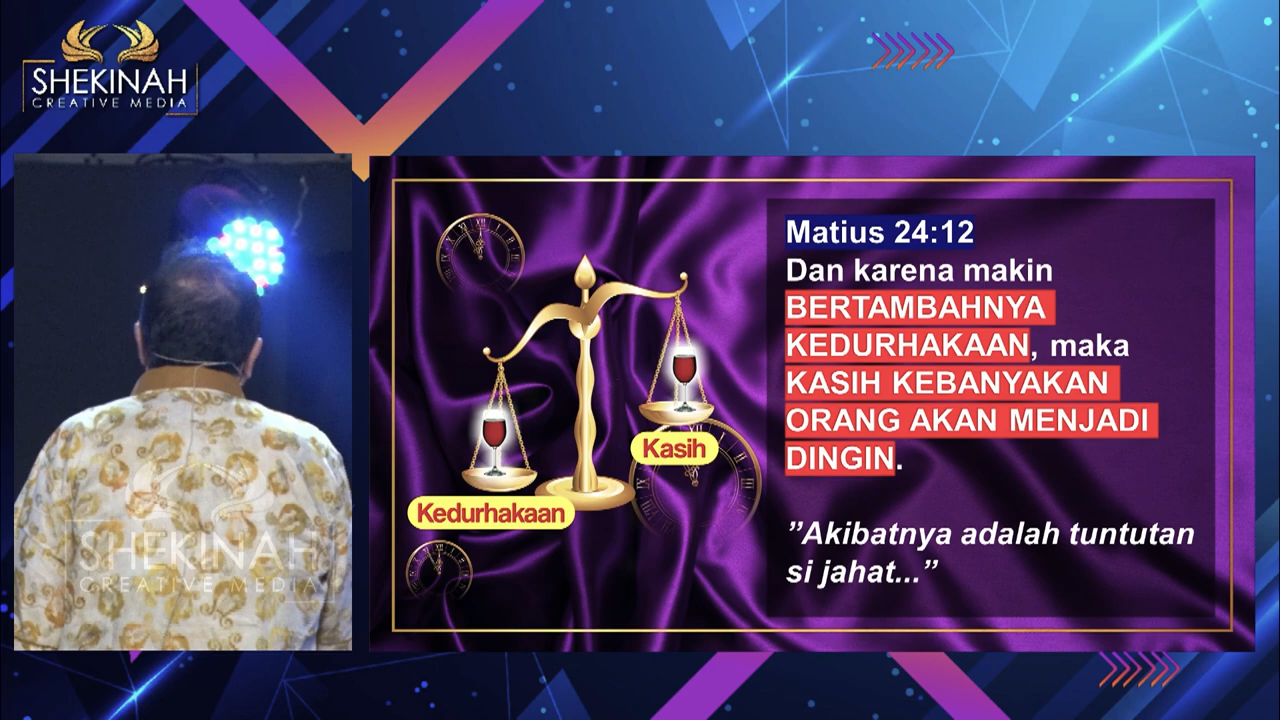 SHEKINAH
CREATIVE MEDIA
Matius 24:12
Dan karena makin
BERTAMBAHNYA
KEDURHAKAAN, maka
KASIH KEBANYAKAN
ORANG AKAN MENJADI
DINGIN.
”Akibatnya adalah tuntutan
si jahat...”
Kasih
Kedurhakaan
SHEKINAH
CREATIVE MEDIA